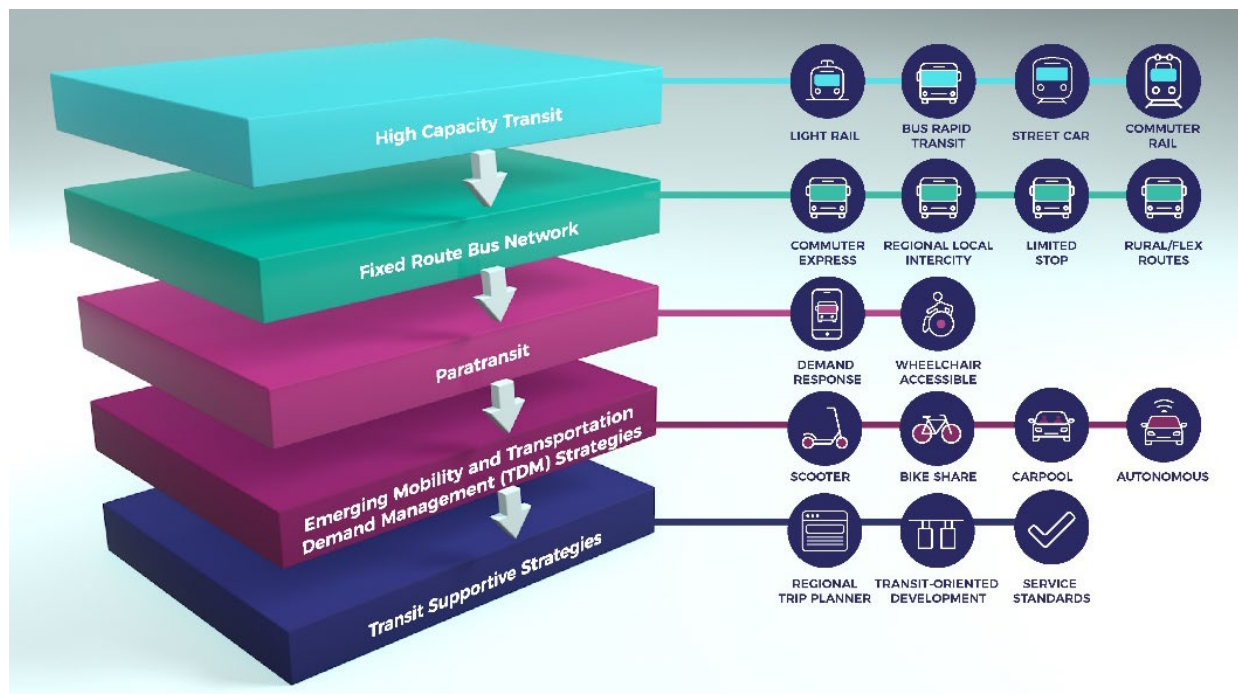 High Capacity Transit
LIGHT RAIL
BUS RAPID
TRANSIT
STREET CAR
COMMUTER
RAIL
Fixed Route Bus Network
COMMUTER
EXPRESS
REGIONAL LOCAL
INTERCITY
LIMITED
STOP
RURAL/FLEX
ROUTES
Paratransit
DEMAND
RESPONSE
WHEELCHAIR
ACCESSIBLE
Emerging Mobility and Transportation
Demand Management (TDM) Strategies
SCOOTER
BIKE SHARE
CARPOOL
AUTONOMOUS
Transit Supportive Strategies
REGIONAL
TRIP PLANNER
TRANSIT-ORIENTED
DEVELOPMENT
SERVICE
STANDARDS